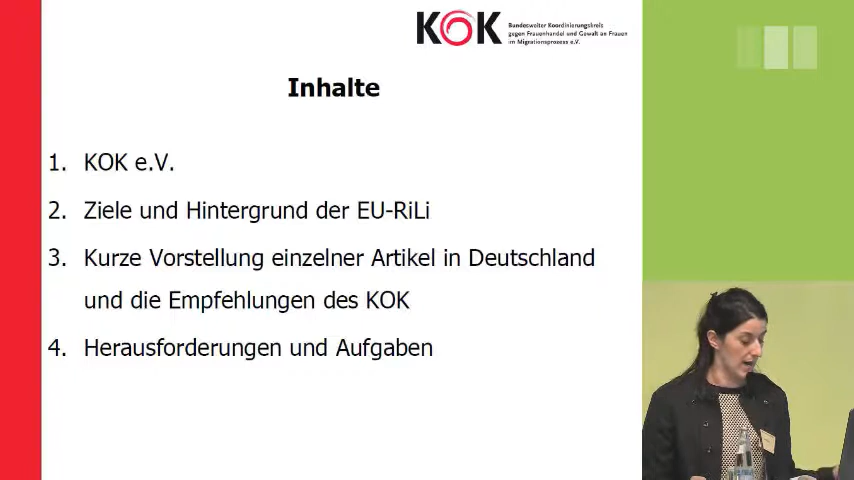 KOK
Bundesweiter Koordinierungskreis
gegen Frauenhandel und Gewalt an Frauen
im Migrationsprozess e.V.
Inhalte
1. KOK e.V.
2. Ziele und Hintergrund der EU-RiLi
3. Kurze Vorstellung einzelner Artikel in Deutschland
und die Empfehlungen des KOK
4. Herausforderungen und Aufgaben